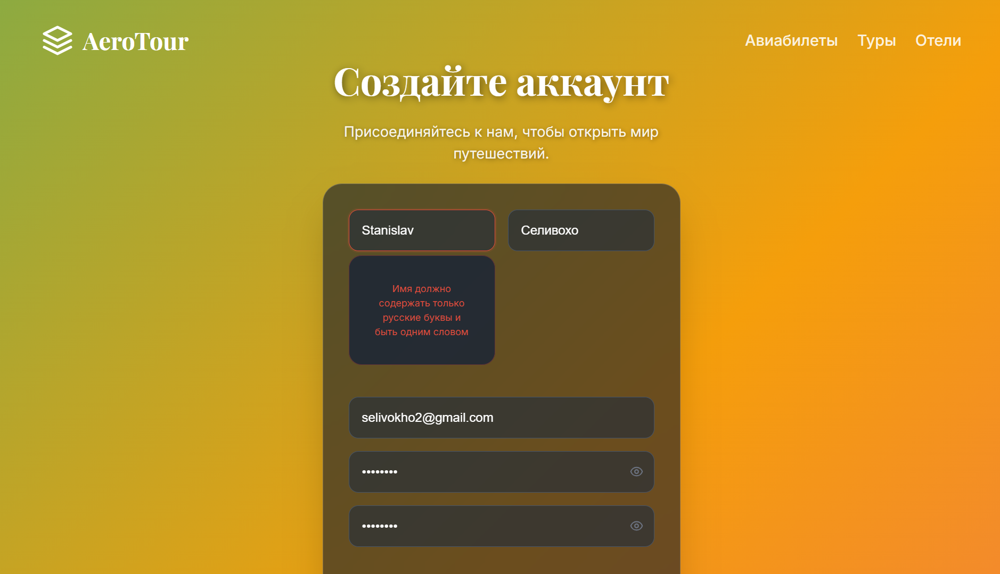 AeroTour
Авиабилеты Туры Отели
Создайте аккаунт
Присоединяйтесь к нам, чтобы открыть мир
путешествий.
Stanislav
Селивохо
Имя должно
содержать только
русские буквы и
быть одним словом
selivokho2@gmail.com
••••••••
••••••••